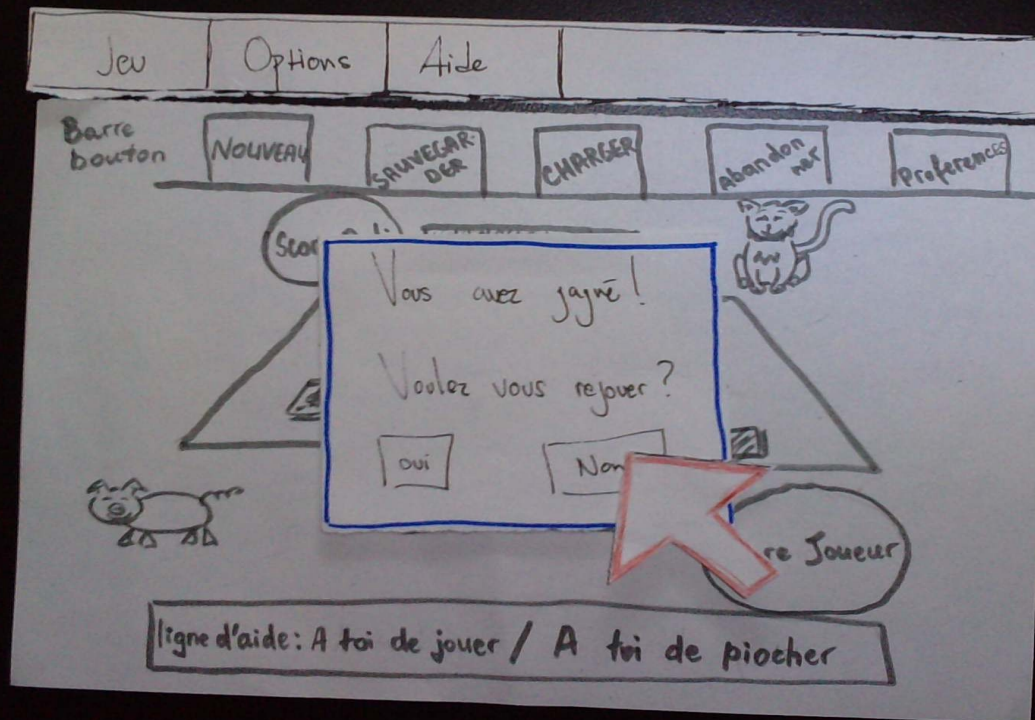 Jeu Options Aide
Barre
bouton
NOUVEAU
SAUVEGAR-
DER
CHARGER
Abandon
ner
Preferences
Vous avez gagné!
Voulez vous rejouer?
oui Non
Joueur
ligne d'aide: A toi de jouer / A toi de piocher